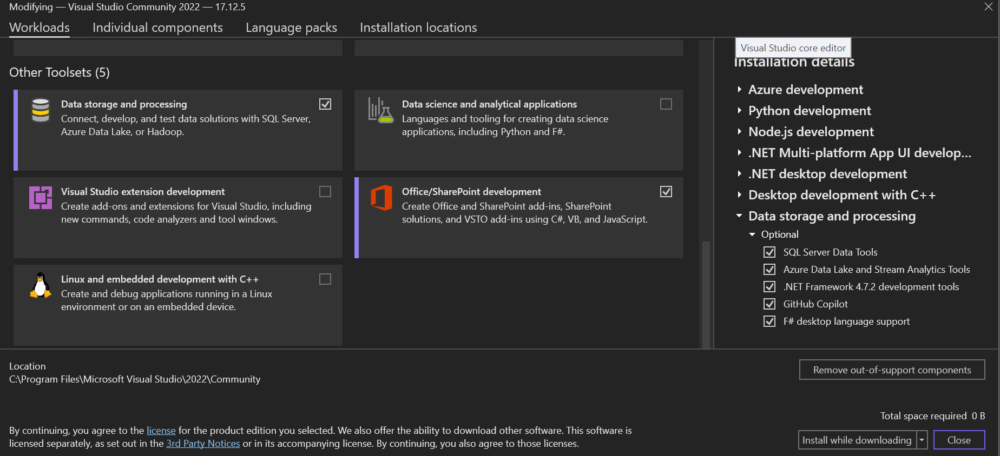 Modifying — Visual Studio Community 2022 — 17.12.5
Workloads
Individual components
Language packs
Installation locations
Other Toolsets (5)
Data storage and processing
Connect, develop, and test data solutions with SQL Server,
Azure Data Lake, or Hadoop.
Data science and analytical applications
Languages and tooling for creating data science
applications, including Python and F#.
Visual Studio extension development
Create add-ons and extensions for Visual Studio, including
new commands, code analyzers and tool windows.
Office/SharePoint development
Create Office and SharePoint add-ins, SharePoint
solutions, and VSTO add-ins using C#, VB, and JavaScript.
Linux and embedded development with C++
Create and debug applications running in a Linux
environment or on an embedded device.
Visual Studio core editor
Installation details
Azure development
Python development
Node.js development
.NET Multi-platform App UI develop...
.NET desktop development
Desktop development with C++
Data storage and processing
Optional
SQL Server Data Tools
Azure Data Lake and Stream Analytics Tools
.NET Framework 4.7.2 development tools
GitHub Copilot
F# desktop language support
Location
C:\Program Files\Microsoft Visual Studio\2022\Community
Remove out-of-support components
Total space required 0 B
By continuing, you agree to the license for the product edition you selected. We also offer the ability to download other software. This software is
licensed separately, as set out in the 3rd Party Notices or in its accompanying license. By continuing, you also agree to those licenses.
Install while downloading
Close